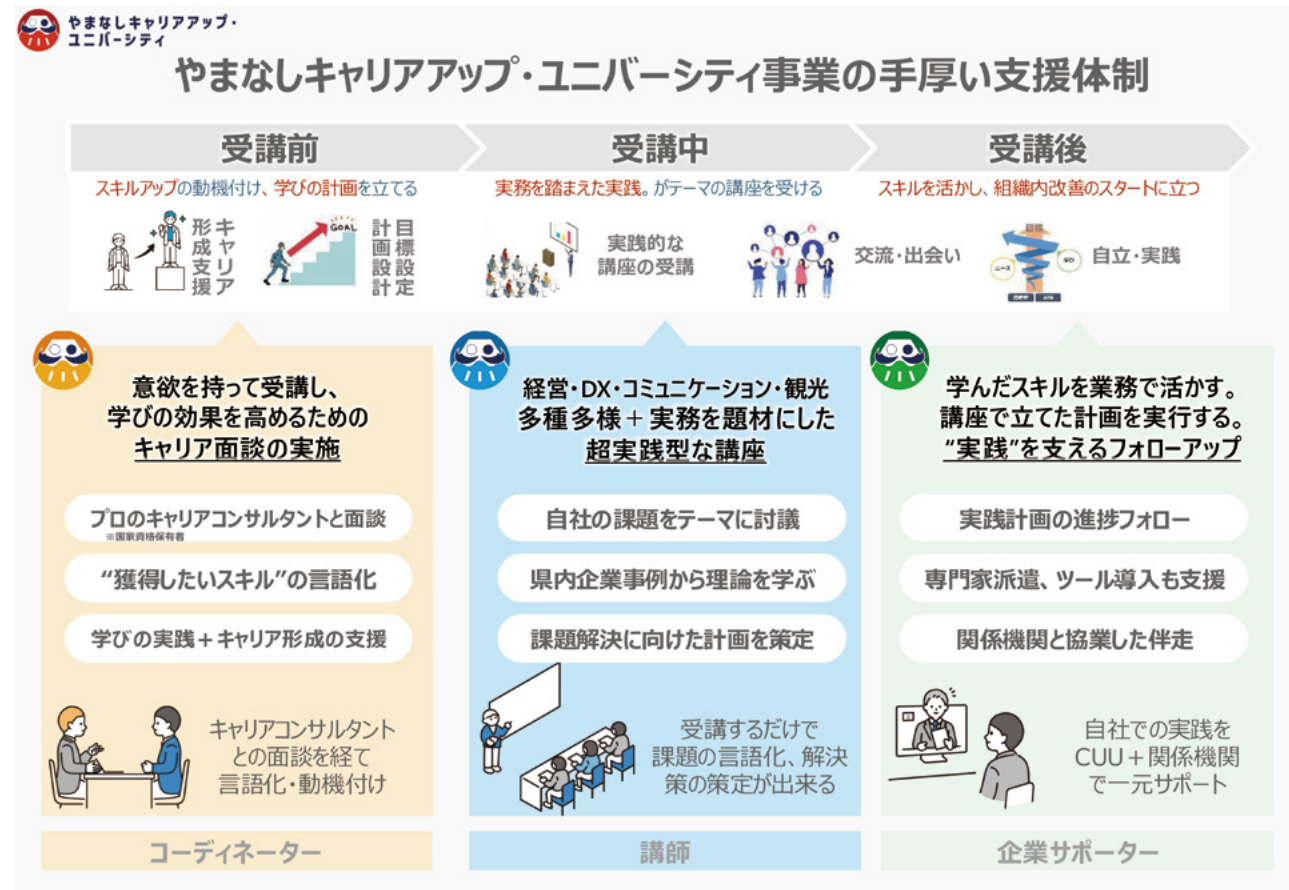 やまなしキャリアアップ・
ユニバーシティ
やまなしキャリアアップ・ユニバーシティ事業の手厚い支援体制
受講前
スキルアップの動機付け、学びの計画を立てる
キャリア
形成支援
GOAL
目標設定
計画設計
受講中
実務を踏まえた実践。がテーマの講座を受ける
実践的な
講座の受講
交流・出会い
受講後
スキルを活かし、組織内改善のスタートに立つ
目標
ニーズ
自立・実践
意欲を持って受講し、
学びの効果を高めるための
キャリア面談の実施
プロのキャリアコンサルタントと面談
※国家資格保有者
“獲得したいスキル”の言語化
学びの実践＋キャリア形成の支援
キャリアコンサルタント
との面談を経て
言語化・動機付け
コーディネーター
経営・DX・コミュニケーション・観光
多種多様＋実務を題材にした
超実践型な講座
自社の課題をテーマに討議
県内企業事例から理論を学ぶ
課題解決に向けた計画を策定
受講するだけで
課題の言語化、解決
策の策定が出来る
講師
学んだスキルを業務で活かす。
講座で立てた計画を実行する。
“実践”を支えるフォローアップ
実践計画の進捗フォロー
専門家派遣、ツール導入も支援
関係機関と協業した伴走
自社での実践を
CUU＋関係機関
で一元サポート
企業サポーター